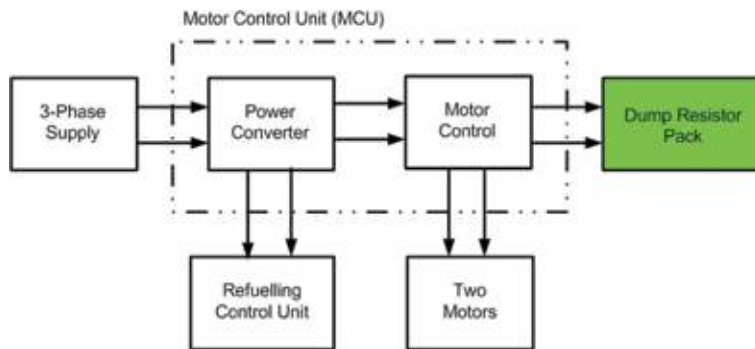 Motor Control Unit (MCU)
3-Phase
Supply
Power
Converter
Motor
Control
Dump Resistor
Pack
Refuelling
Control Unit
Two
Motors